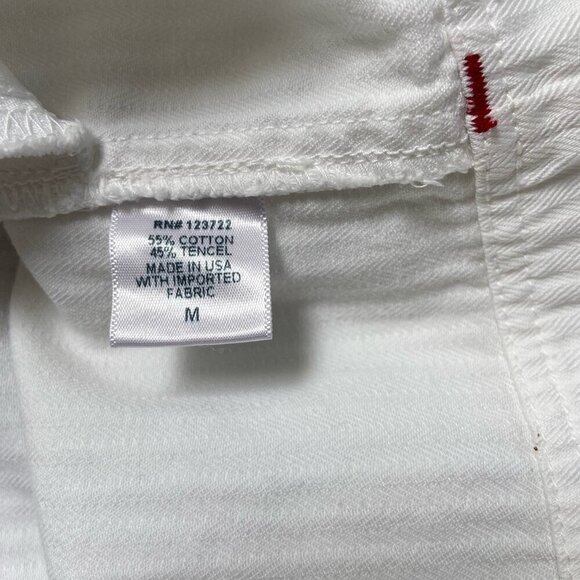 RN# 123722
55% COTTON
45% TENCEL
MADE IN USA
WITH IMPORTED
FABRIC
M